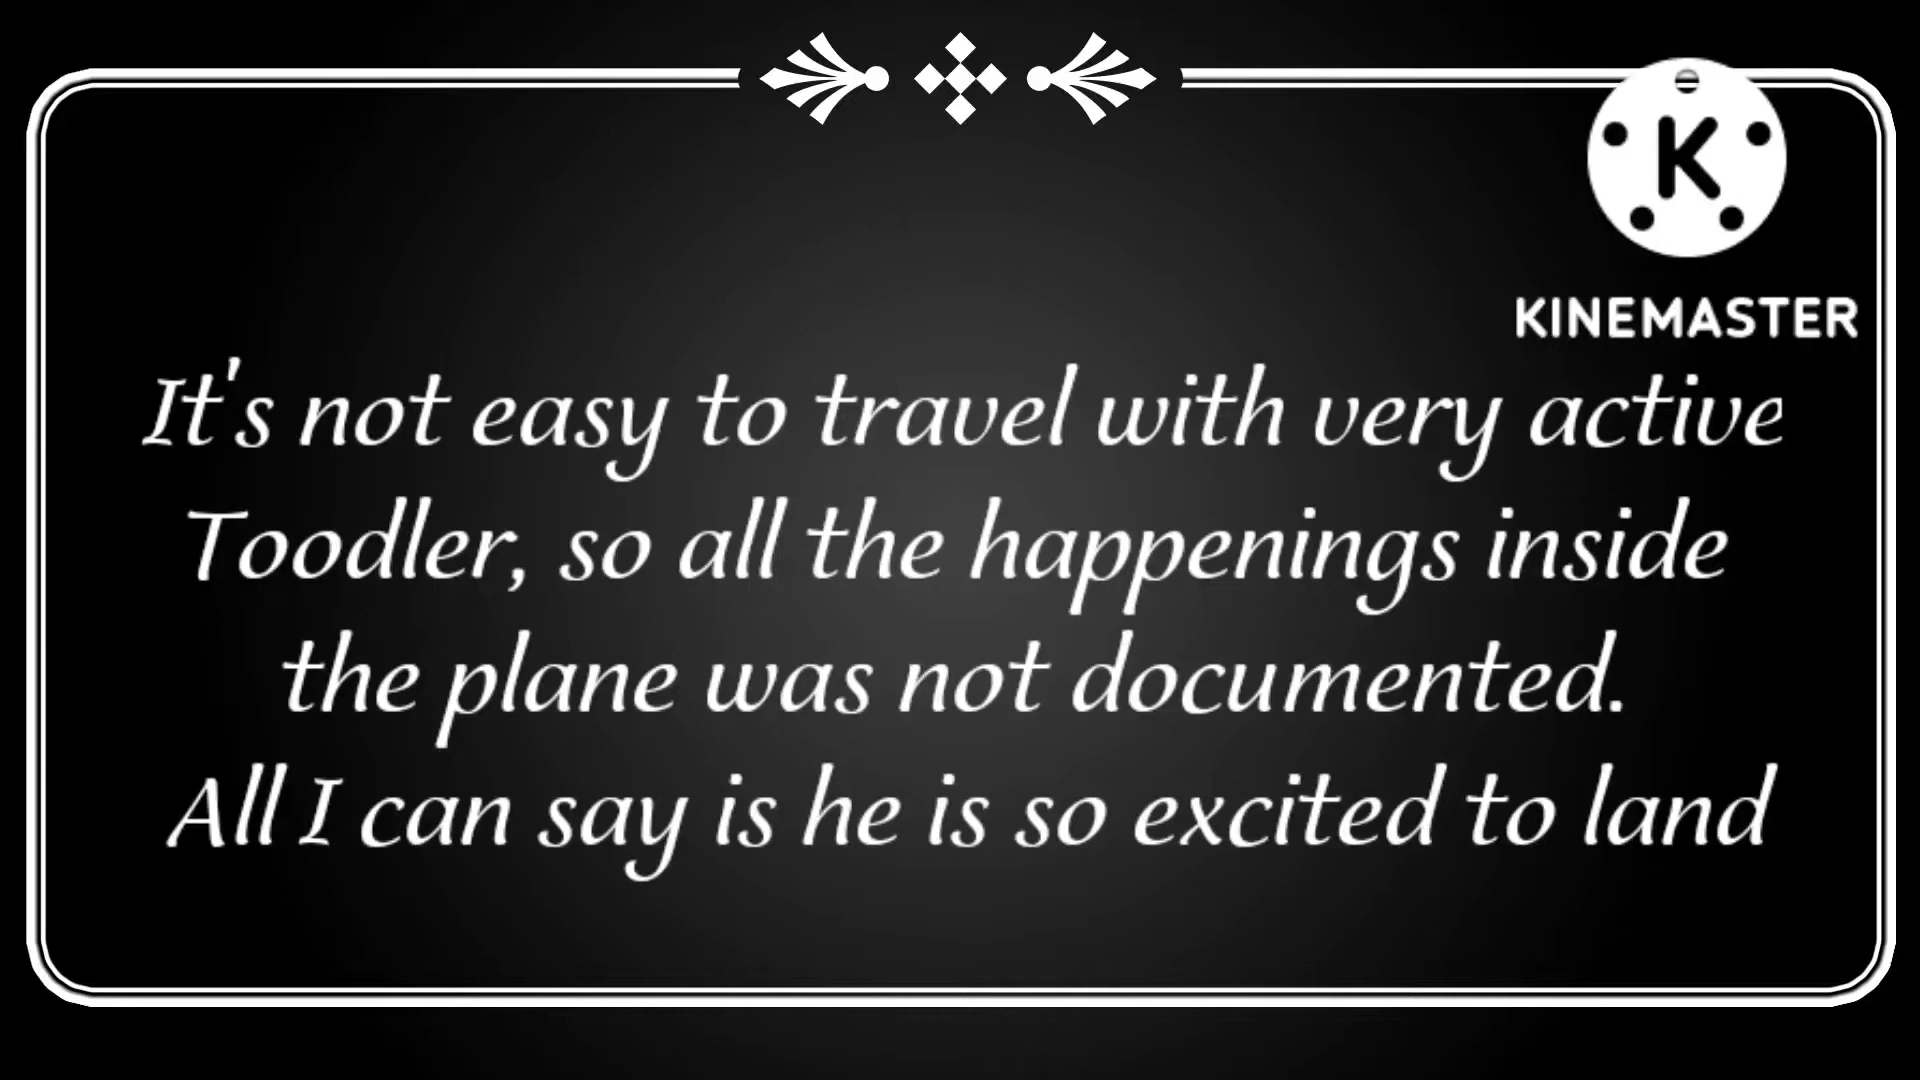 K
KINEMASTER
It's not easy to travel with very active
Toodler, so all the happenings inside
the plane was not documented.
All I can say is he is so excited to land